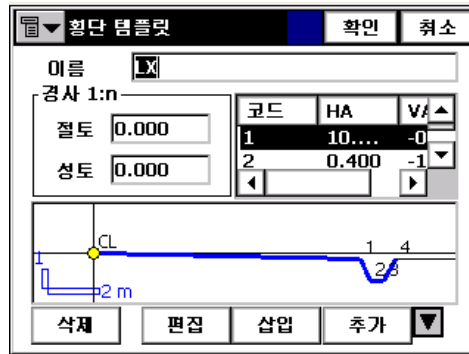 횡단 템플릿 확인 취소
이름 LX
경사 1:n
절토 0.000
성토 0.000
코드 HA VA
1 10.... -0
2 0.400 -1
CL 1 4
1 2 3
2 m
삭제 편집 삽입 추가